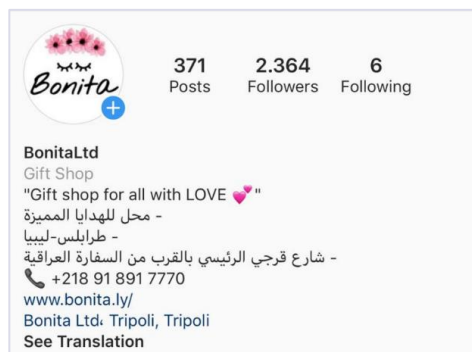 Bonita
371 2.364 6
Posts Followers Following
BonitaLtd
Gift Shop
"Gift shop for all with LOVE 💕"
- محل للهدايا المميزة
- طرابلس-ليبيا
- شارع قرجي الرئيسي بالقرب من السفارة العراقية
📞 +218 91 891 7770
www.bonita.ly/
Bonita Ltd، Tripoli, Tripoli
See Translation